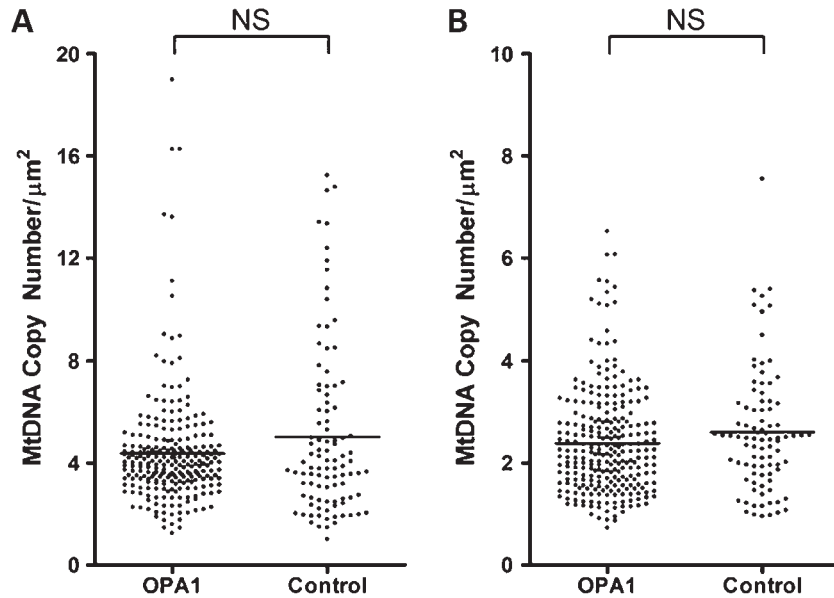 A
NS
MtDNA Copy Number/μm²
20
16
12
8
4
0
OPA1 Control
B
NS
MtDNA Copy Number/μm²
10
8
6
4
2
0
OPA1 Control